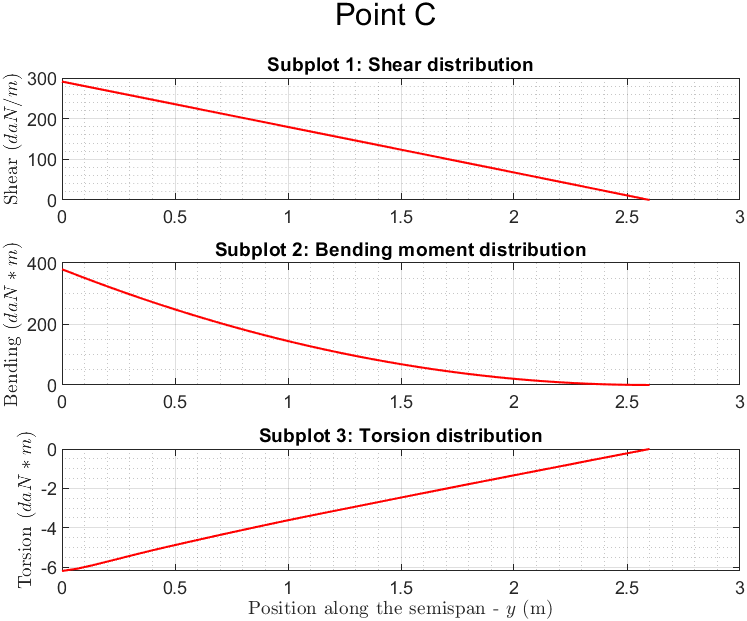 Point C
Subplot 1: Shear distribution
Shear (daN/m)
300
200
100
0
0 0.5 1 1.5 2 2.5 3
Subplot 2: Bending moment distribution
Bending (daN * m)
400
200
0
0 0.5 1 1.5 2 2.5 3
Subplot 3: Torsion distribution
Torsion (daN * m)
0
-2
-4
-6
0 0.5 1 1.5 2 2.5 3
Position along the semispan - y (m)